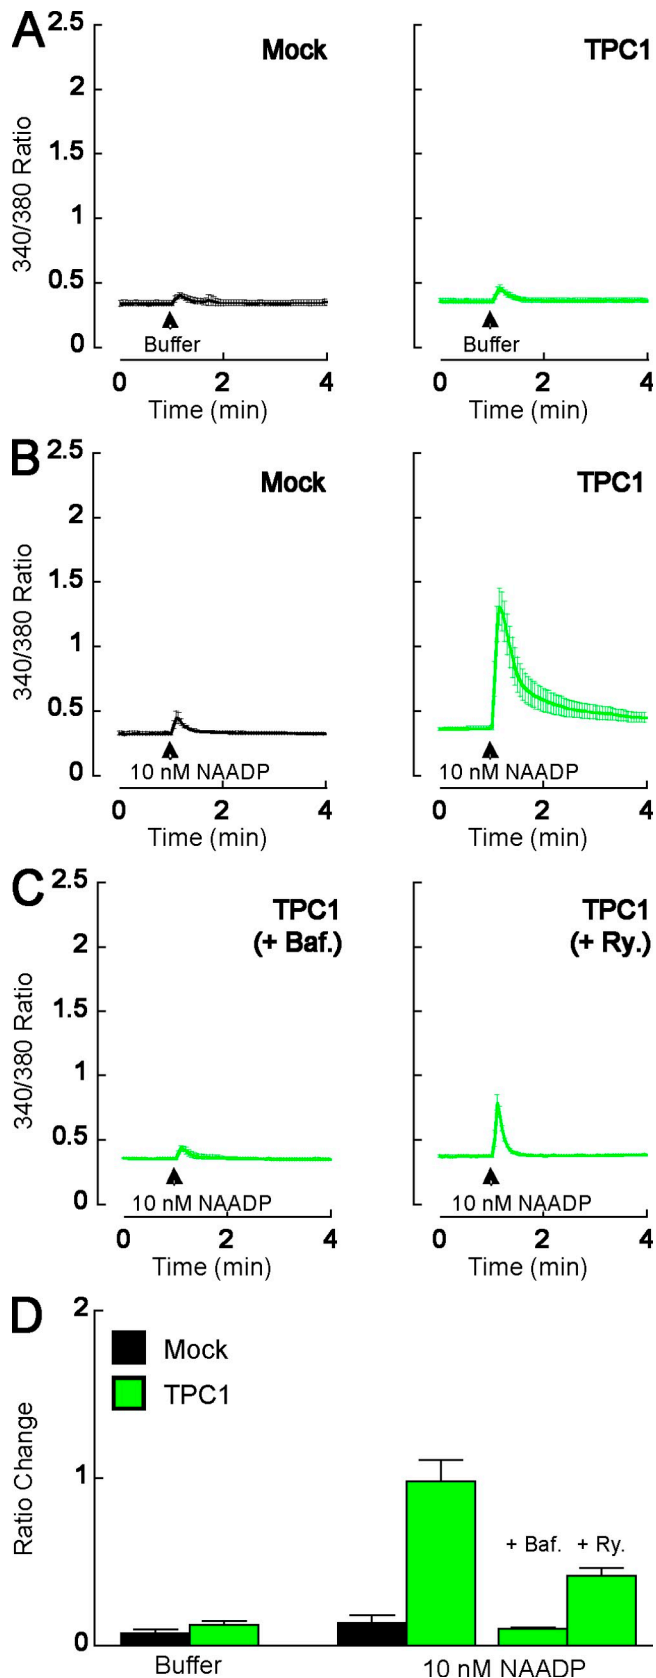 A
2.5
2
1.5
1
0.5
0
340/380 Ratio
Mock
Buffer
0 2 4
Time (min)
TPC1
Buffer
0 2 4
Time (min)
B
2.5
2
1.5
1
0.5
0
340/380 Ratio
Mock
10 nM NAADP
0 2 4
Time (min)
TPC1
10 nM NAADP
0 2 4
Time (min)
C
2.5
2
1.5
1
0.5
0
340/380 Ratio
TPC1
(+ Baf.)
10 nM NAADP
0 2 4
Time (min)
TPC1
(+ Ry.)
10 nM NAADP
0 2 4
Time (min)
D
2
1
0
Ratio Change
Mock
TPC1
+ Baf. + Ry.
Buffer 10 nM NAADP